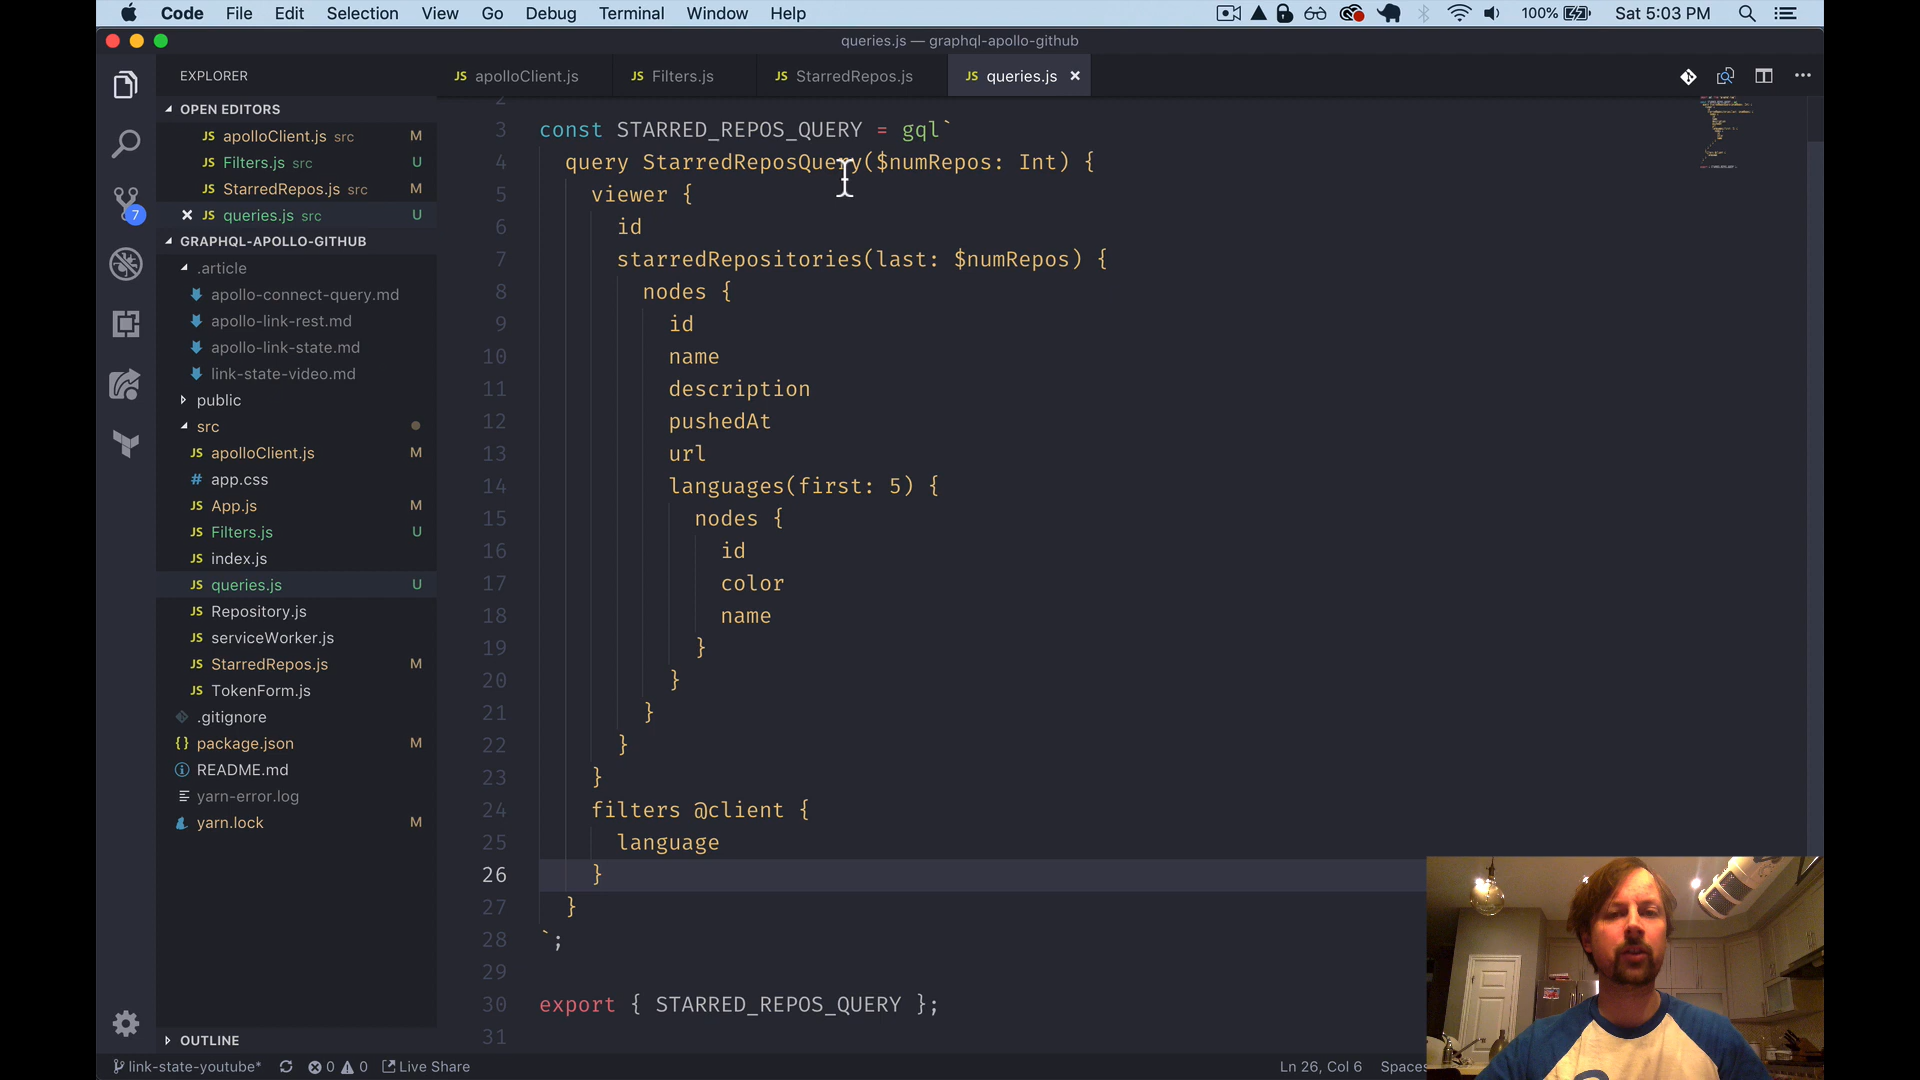 Code File Edit Selection View Go Debug Terminal Window Help 100% Sat 5:03 PM
queries.js — graphql-apollo-github
EXPLORER
OPEN EDITORS
JS apolloClient.js src M
JS Filters.js src U
JS StarredRepos.js src M
JS queries.js src U
7
GRAPHQL-APOLLO-GITHUB
.article
apollo-connect-query.md
apollo-link-rest.md
apollo-link-state.md
link-state-video.md
public
src
JS apolloClient.js M
# app.css
JS App.js M
JS Filters.js U
JS index.js
JS queries.js U
JS Repository.js
JS serviceWorker.js
JS StarredRepos.js M
JS TokenForm.js
.gitignore
{} package.json M
README.md
yarn-error.log
yarn.lock M
OUTLINE
JS apolloClient.js JS Filters.js JS StarredRepos.js JS queries.js
2
3 const STARRED_REPOS_QUERY = gql`
4 query StarredReposQuery($numRepos: Int) {
5 viewer {
6 id
7 starredRepositories(last: $numRepos) {
8 nodes {
9 id
10 name
11 description
12 pushedAt
13 url
14 languages(first: 5) {
15 nodes {
16 id
17 color
18 name
19 }
20 }
21 }
22 }
23 }
24 filters @client {
25 language
26 }
27 }
28 `;
29
30 export { STARRED_REPOS_QUERY };
31
link-state-youtube* 0 0 Live Share Ln 26, Col 6